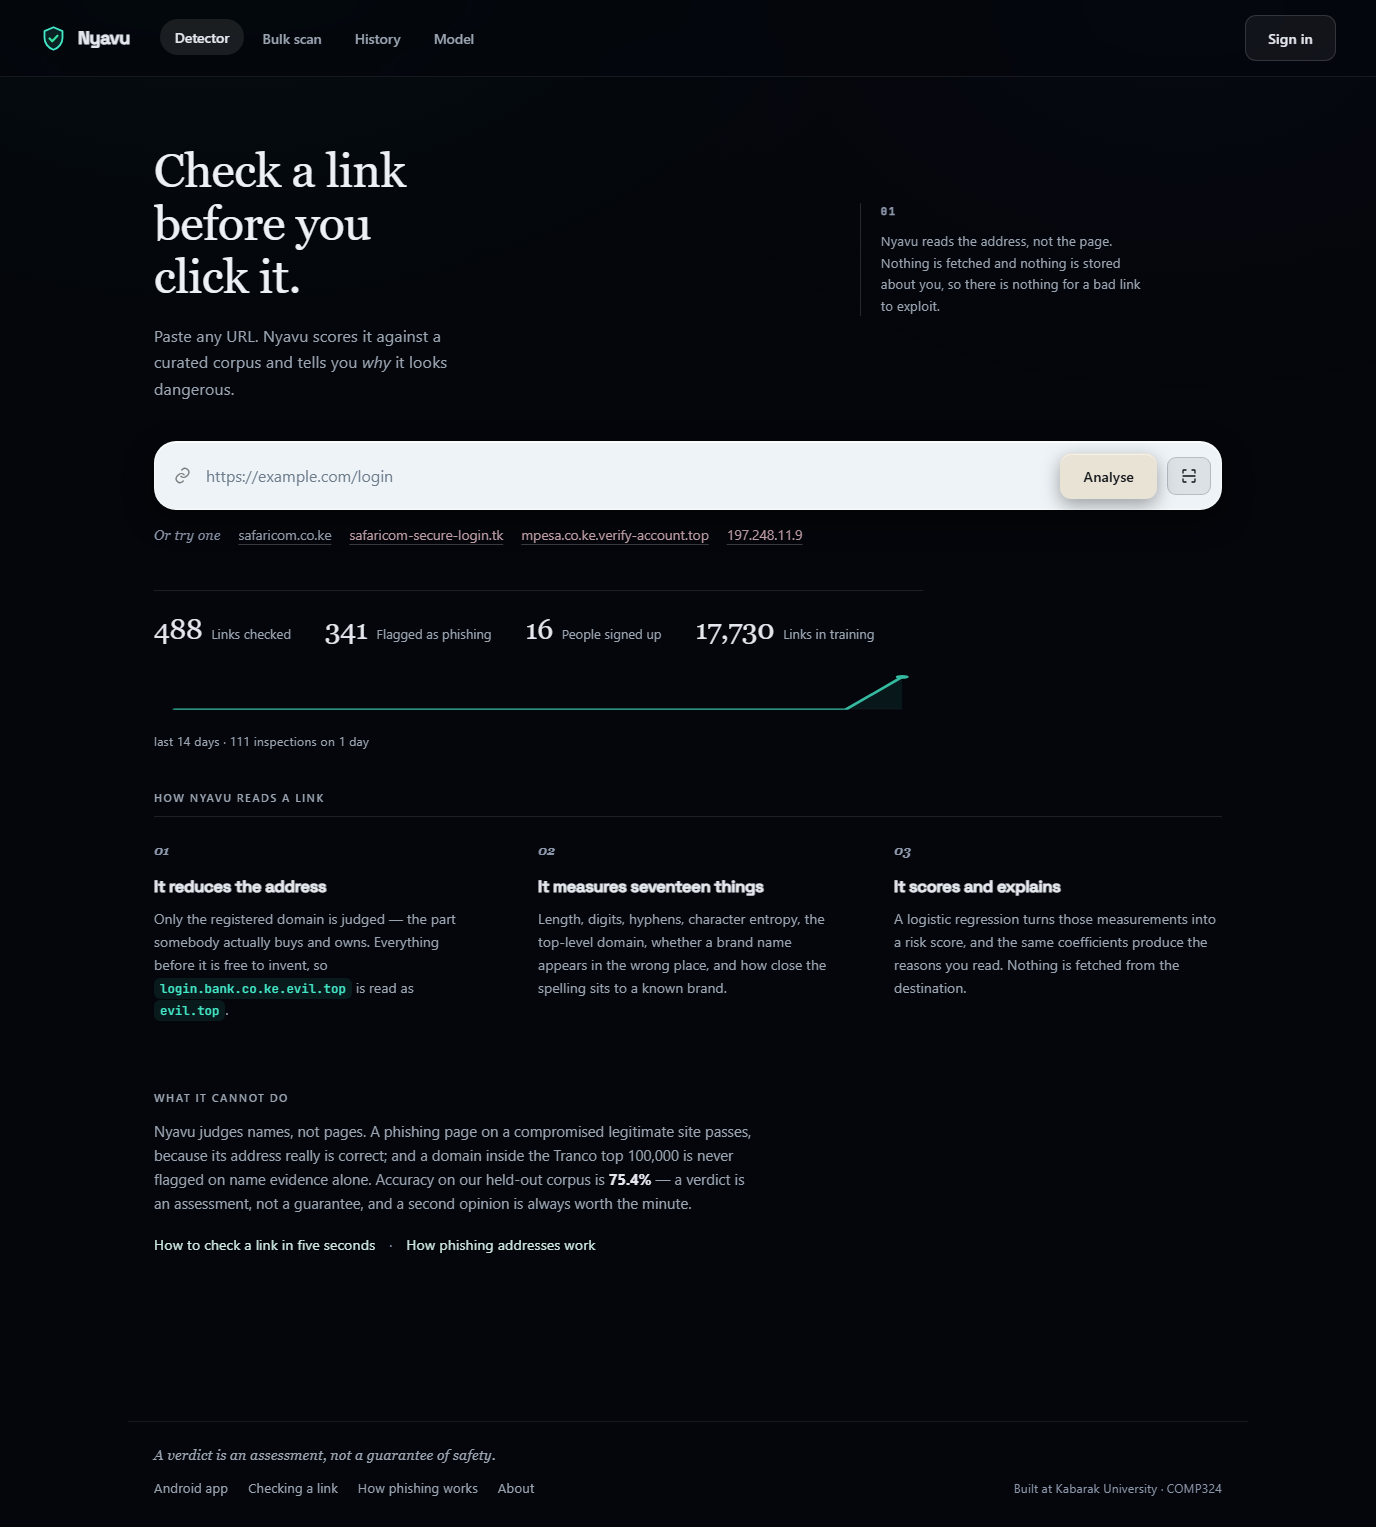 Nyavu
Detector
Bulk scan
History
Model
Sign in
Check a link
before you
click it.
Paste any URL. Nyavu scores it against a
curated corpus and tells you why it looks
dangerous.
01
Nyavu reads the address, not the page.
Nothing is fetched and nothing is stored
about you, so there is nothing for a bad link
to exploit.
https://example.com/login
Analyse
Or try one safaricom.co.ke safaricom-secure-login.tk mpesa.co.ke.verify-account.top 197.248.11.9
488 Links checked 341 Flagged as phishing 16 People signed up 17,730 Links in training
last 14 days · 111 inspections on 1 day
HOW NYAVU READS A LINK
01
It reduces the address
Only the registered domain is judged — the part
somebody actually buys and owns. Everything
before it is free to invent, so
login.bank.co.ke.evil.top is read as
evil.top.
02
It measures seventeen things
Length, digits, hyphens, character entropy, the
top-level domain, whether a brand name
appears in the wrong place, and how close the
spelling sits to a known brand.
03
It scores and explains
A logistic regression turns those measurements into
a risk score, and the same coefficients produce the
reasons you read. Nothing is fetched from the
destination.
WHAT IT CANNOT DO
Nyavu judges names, not pages. A phishing page on a compromised legitimate site passes,
because its address really is correct; and a domain inside the Tranco top 100,000 is never
flagged on name evidence alone. Accuracy on our held-out corpus is 75.4% — a verdict is
an assessment, not a guarantee, and a second opinion is always worth the minute.
How to check a link in five seconds · How phishing addresses work
A verdict is an assessment, not a guarantee of safety.
Android app Checking a link How phishing works About
Built at Kabarak University · COMP324